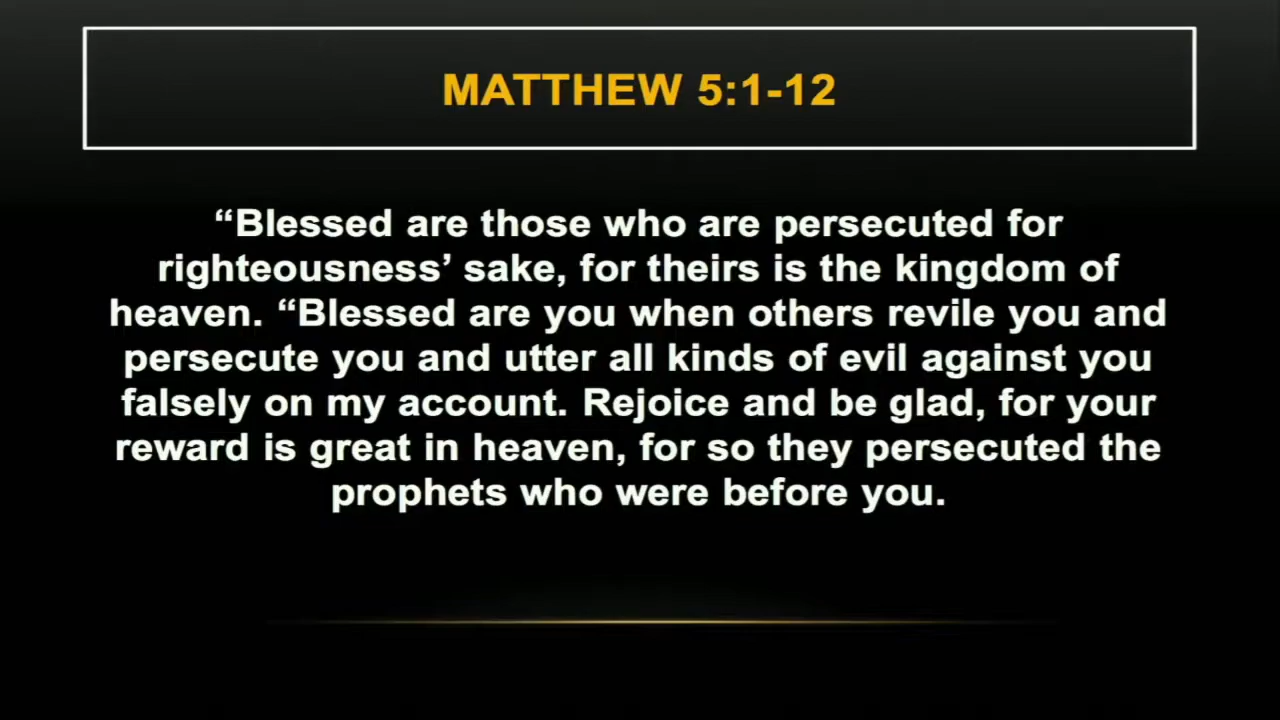 MATTHEW 5:1-12
“Blessed are those who are persecuted for
righteousness’ sake, for theirs is the kingdom of
heaven. “Blessed are you when others revile you and
persecute you and utter all kinds of evil against you
falsely on my account. Rejoice and be glad, for your
reward is great in heaven, for so they persecuted the
prophets who were before you.